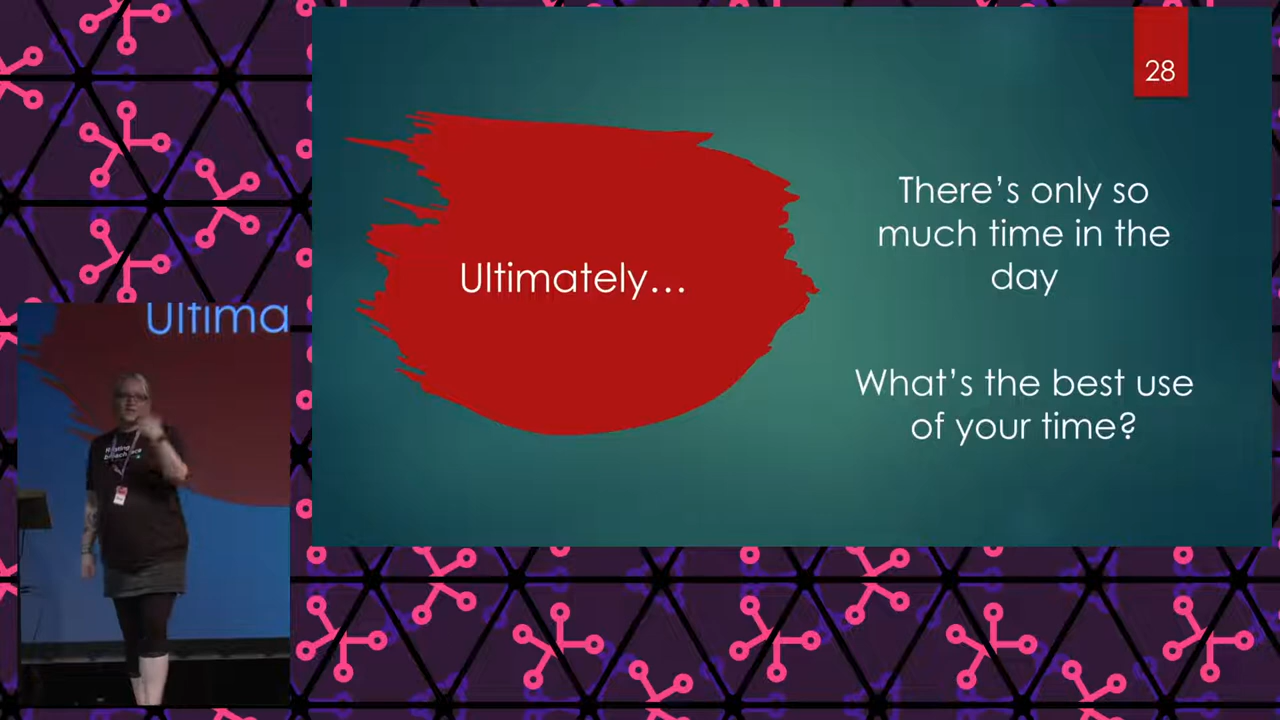 28
Ultimately…
There's only so
much time in the
day
What's the best use
of your time?
Ultima